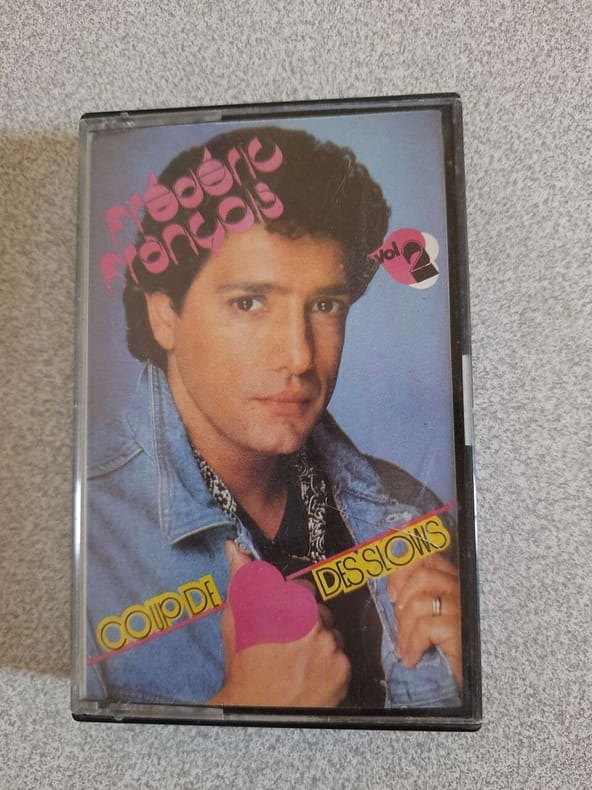 Frédéric
François
vol 2
COUP DE
DES SLOWS